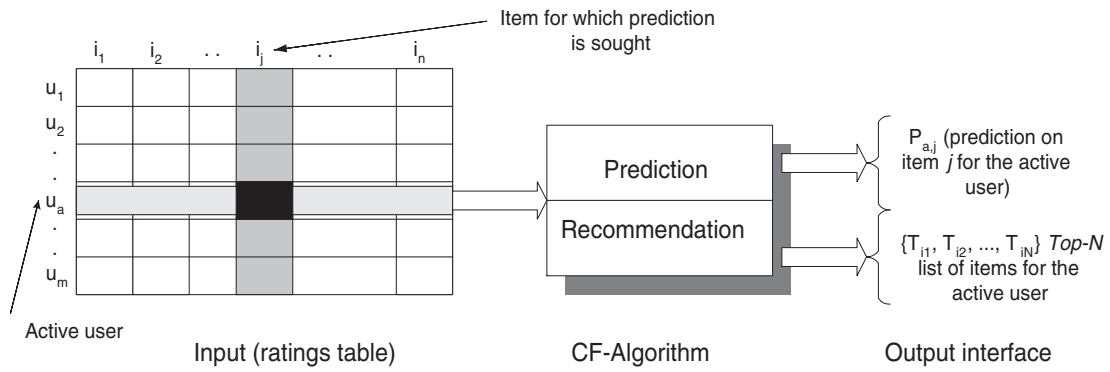 Item for which prediction
is sought
i1 i2 . . ij . . in
u1
u2
.
.
ua
.
.
um
Active user
Input (ratings table)
Prediction
Recommendation
CF-Algorithm
Pa,j (prediction on
item j for the active
user)
{Ti1, Ti2, ..., TiN} Top-N
list of items for the
active user
Output interface